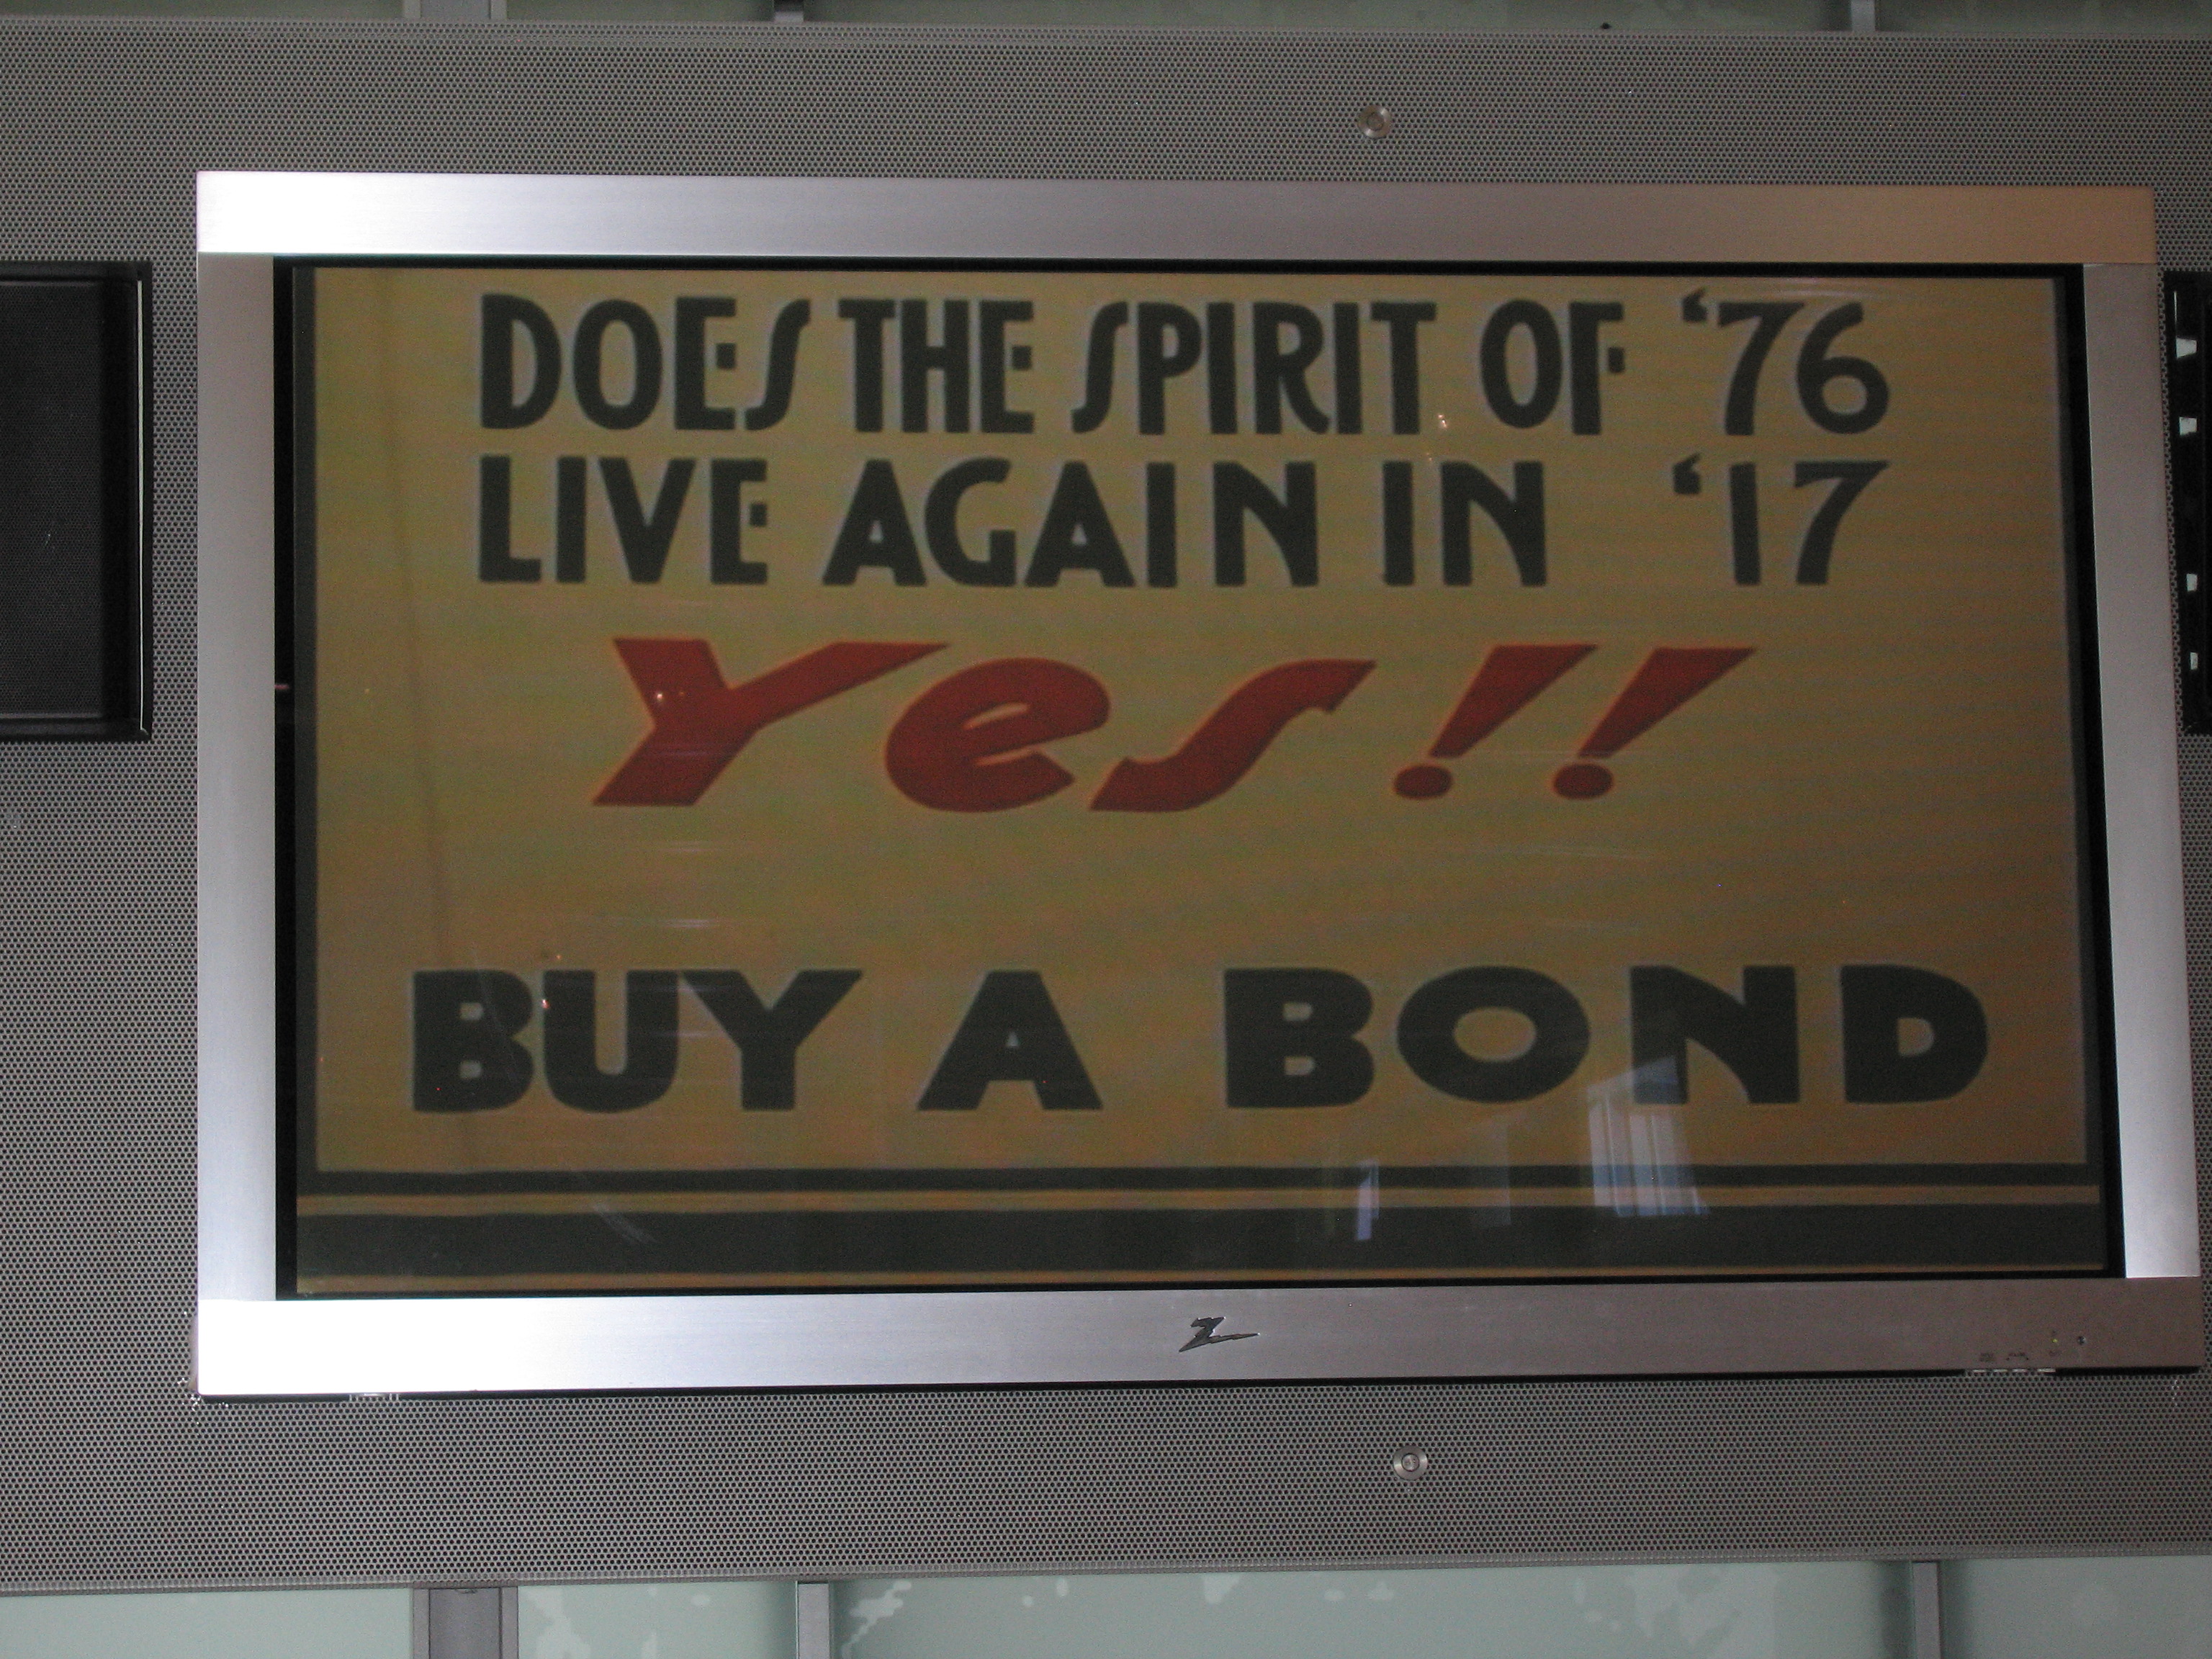 DOES THE SPIRIT OF ‘76
LIVE AGAIN IN ‘17
Yes!!
BUY A BOND